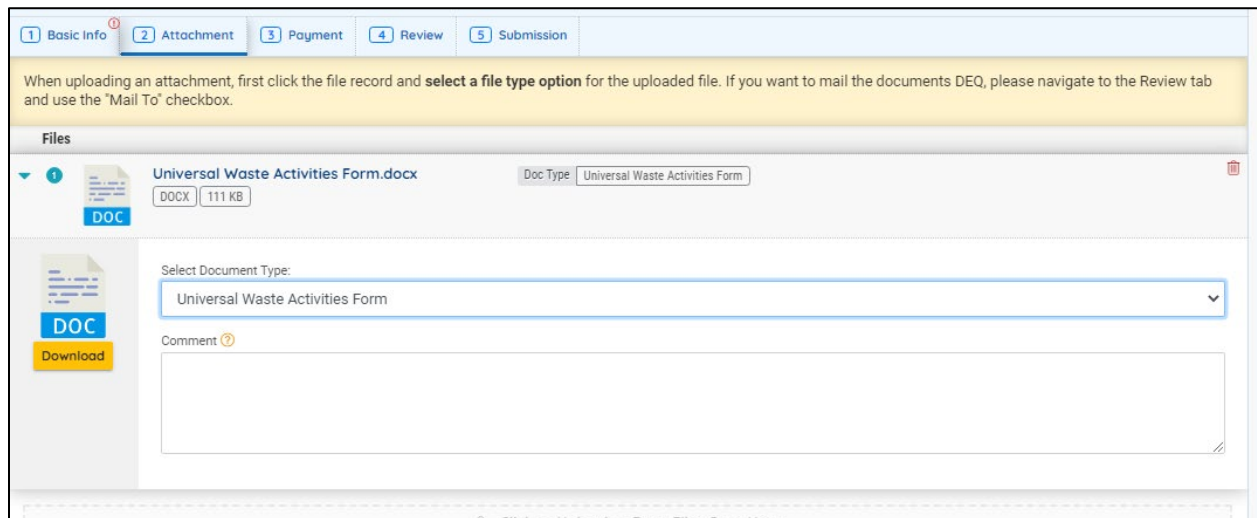 1 Basic Info 2 Attachment 3 Payment 4 Review 5 Submission
When uploading an attachment, first click the file record and select a file type option for the uploaded file. If you want to mail the documents DEQ, please navigate to the Review tab
and use the "Mail To" checkbox.
Files
1 Universal Waste Activities Form.docx Doc Type Universal Waste Activities Form
DOCX 111 KB
DOC
Select Document Type:
Universal Waste Activities Form
DOC
Comment
Download